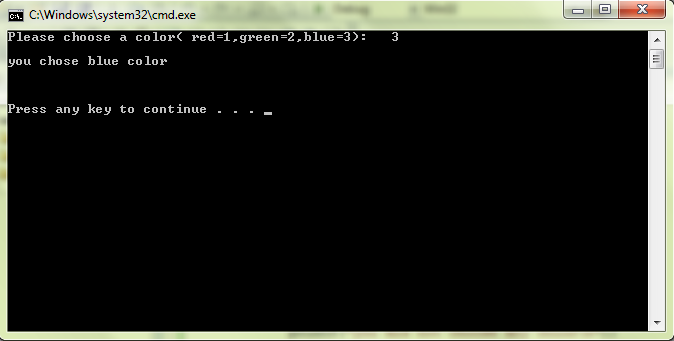 C:\Windows\system32\cmd.exe
Please choose a color( red=1,green=2,blue=3):   3
you chose blue color
Press any key to continue . . .